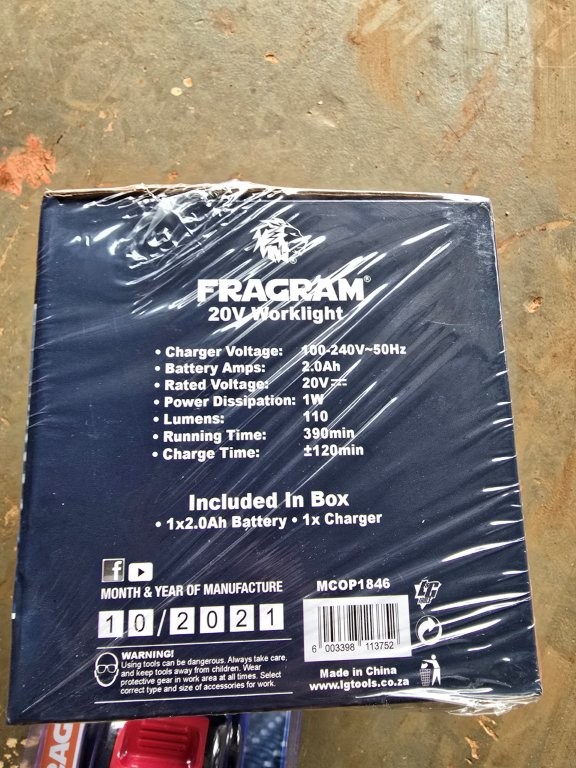 FRAGRAM®
20V Worklight
• Charger Voltage: 100-240V~50Hz
• Battery Amps: 2.0Ah
• Rated Voltage: 20V
• Power Dissipation: 1W
• Lumens: 110
• Running Time: 390min
• Charge Time: ±120min
Included In Box
• 1x2.0Ah Battery • 1x Charger
MONTH & YEAR OF MANUFACTURE
10/2021
MCOP1846
6 003398 113752
WARNING!
Using tools can be dangerous. Always take care,
and keep tools away from children. Wear
protective gear in work area at all times. Select
correct type and size of accessories for work.
Made in China
www.lgtools.co.za